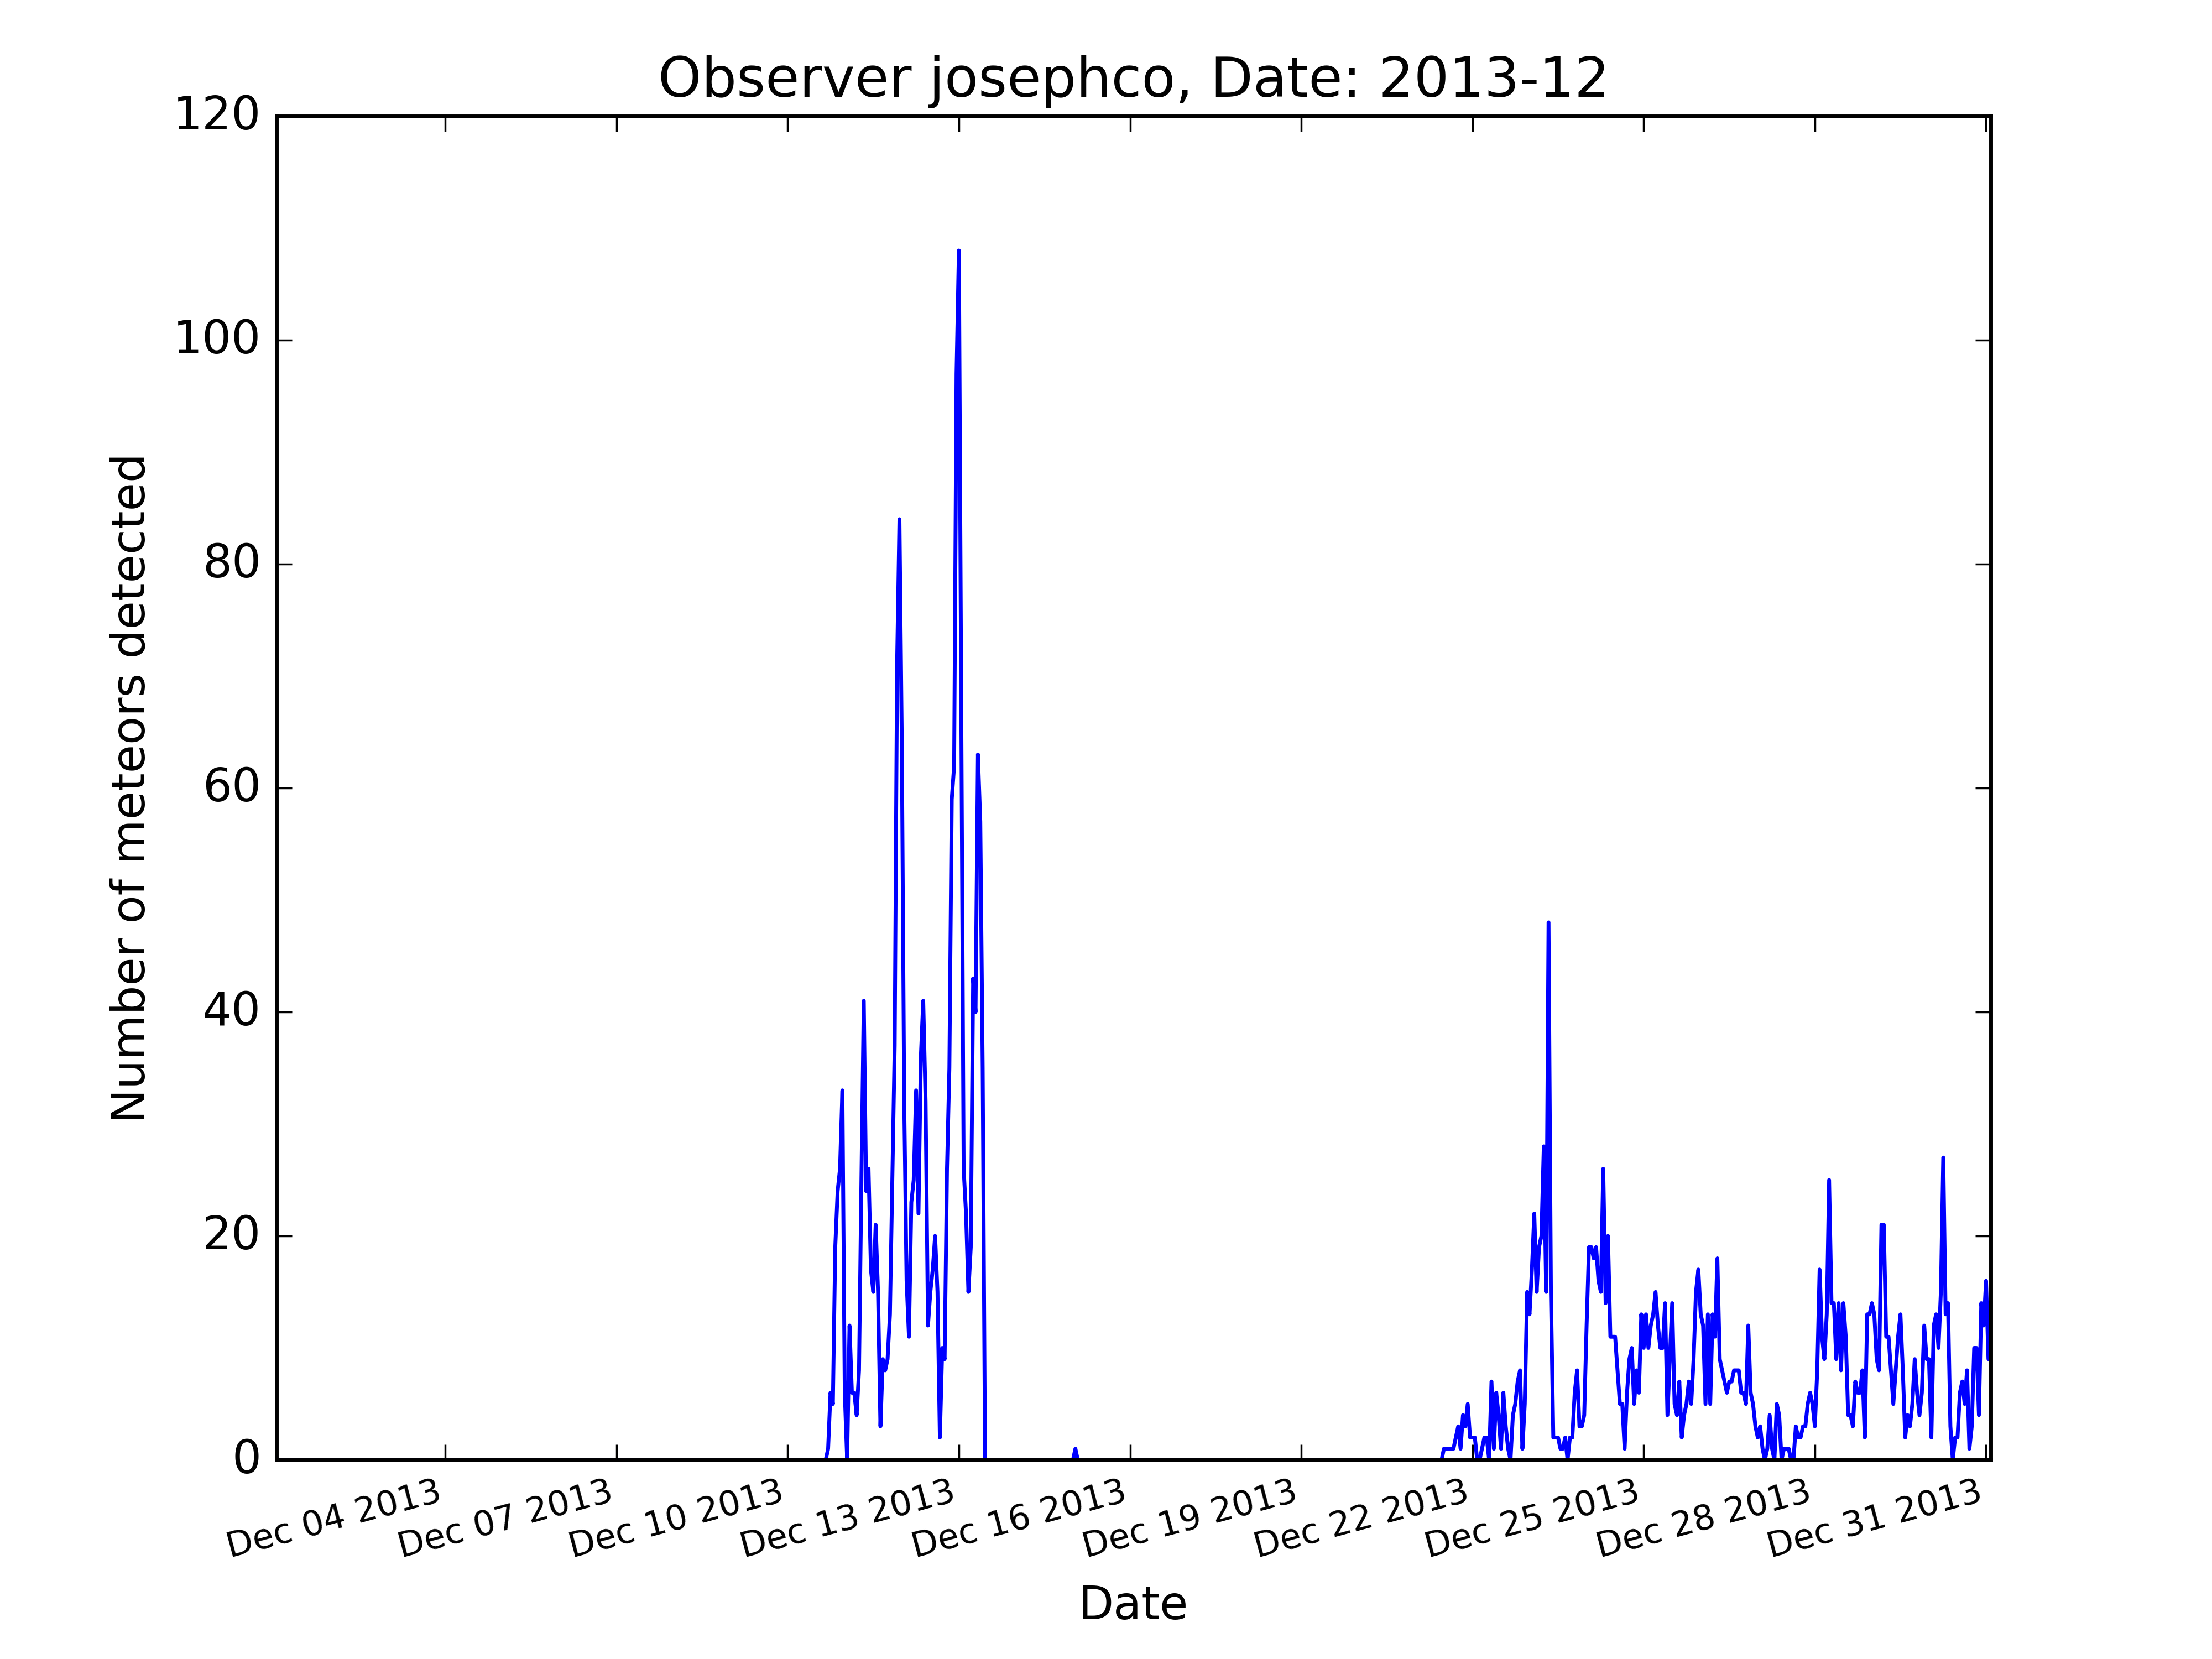 Observer josephco, Date: 2013-12
120
100
80
60
40
20
0
Number of meteors detected
Dec 04 2013
Dec 07 2013
Dec 10 2013
Dec 13 2013
Dec 16 2013
Dec 19 2013
Dec 22 2013
Dec 25 2013
Dec 28 2013
Dec 31 2013
Date